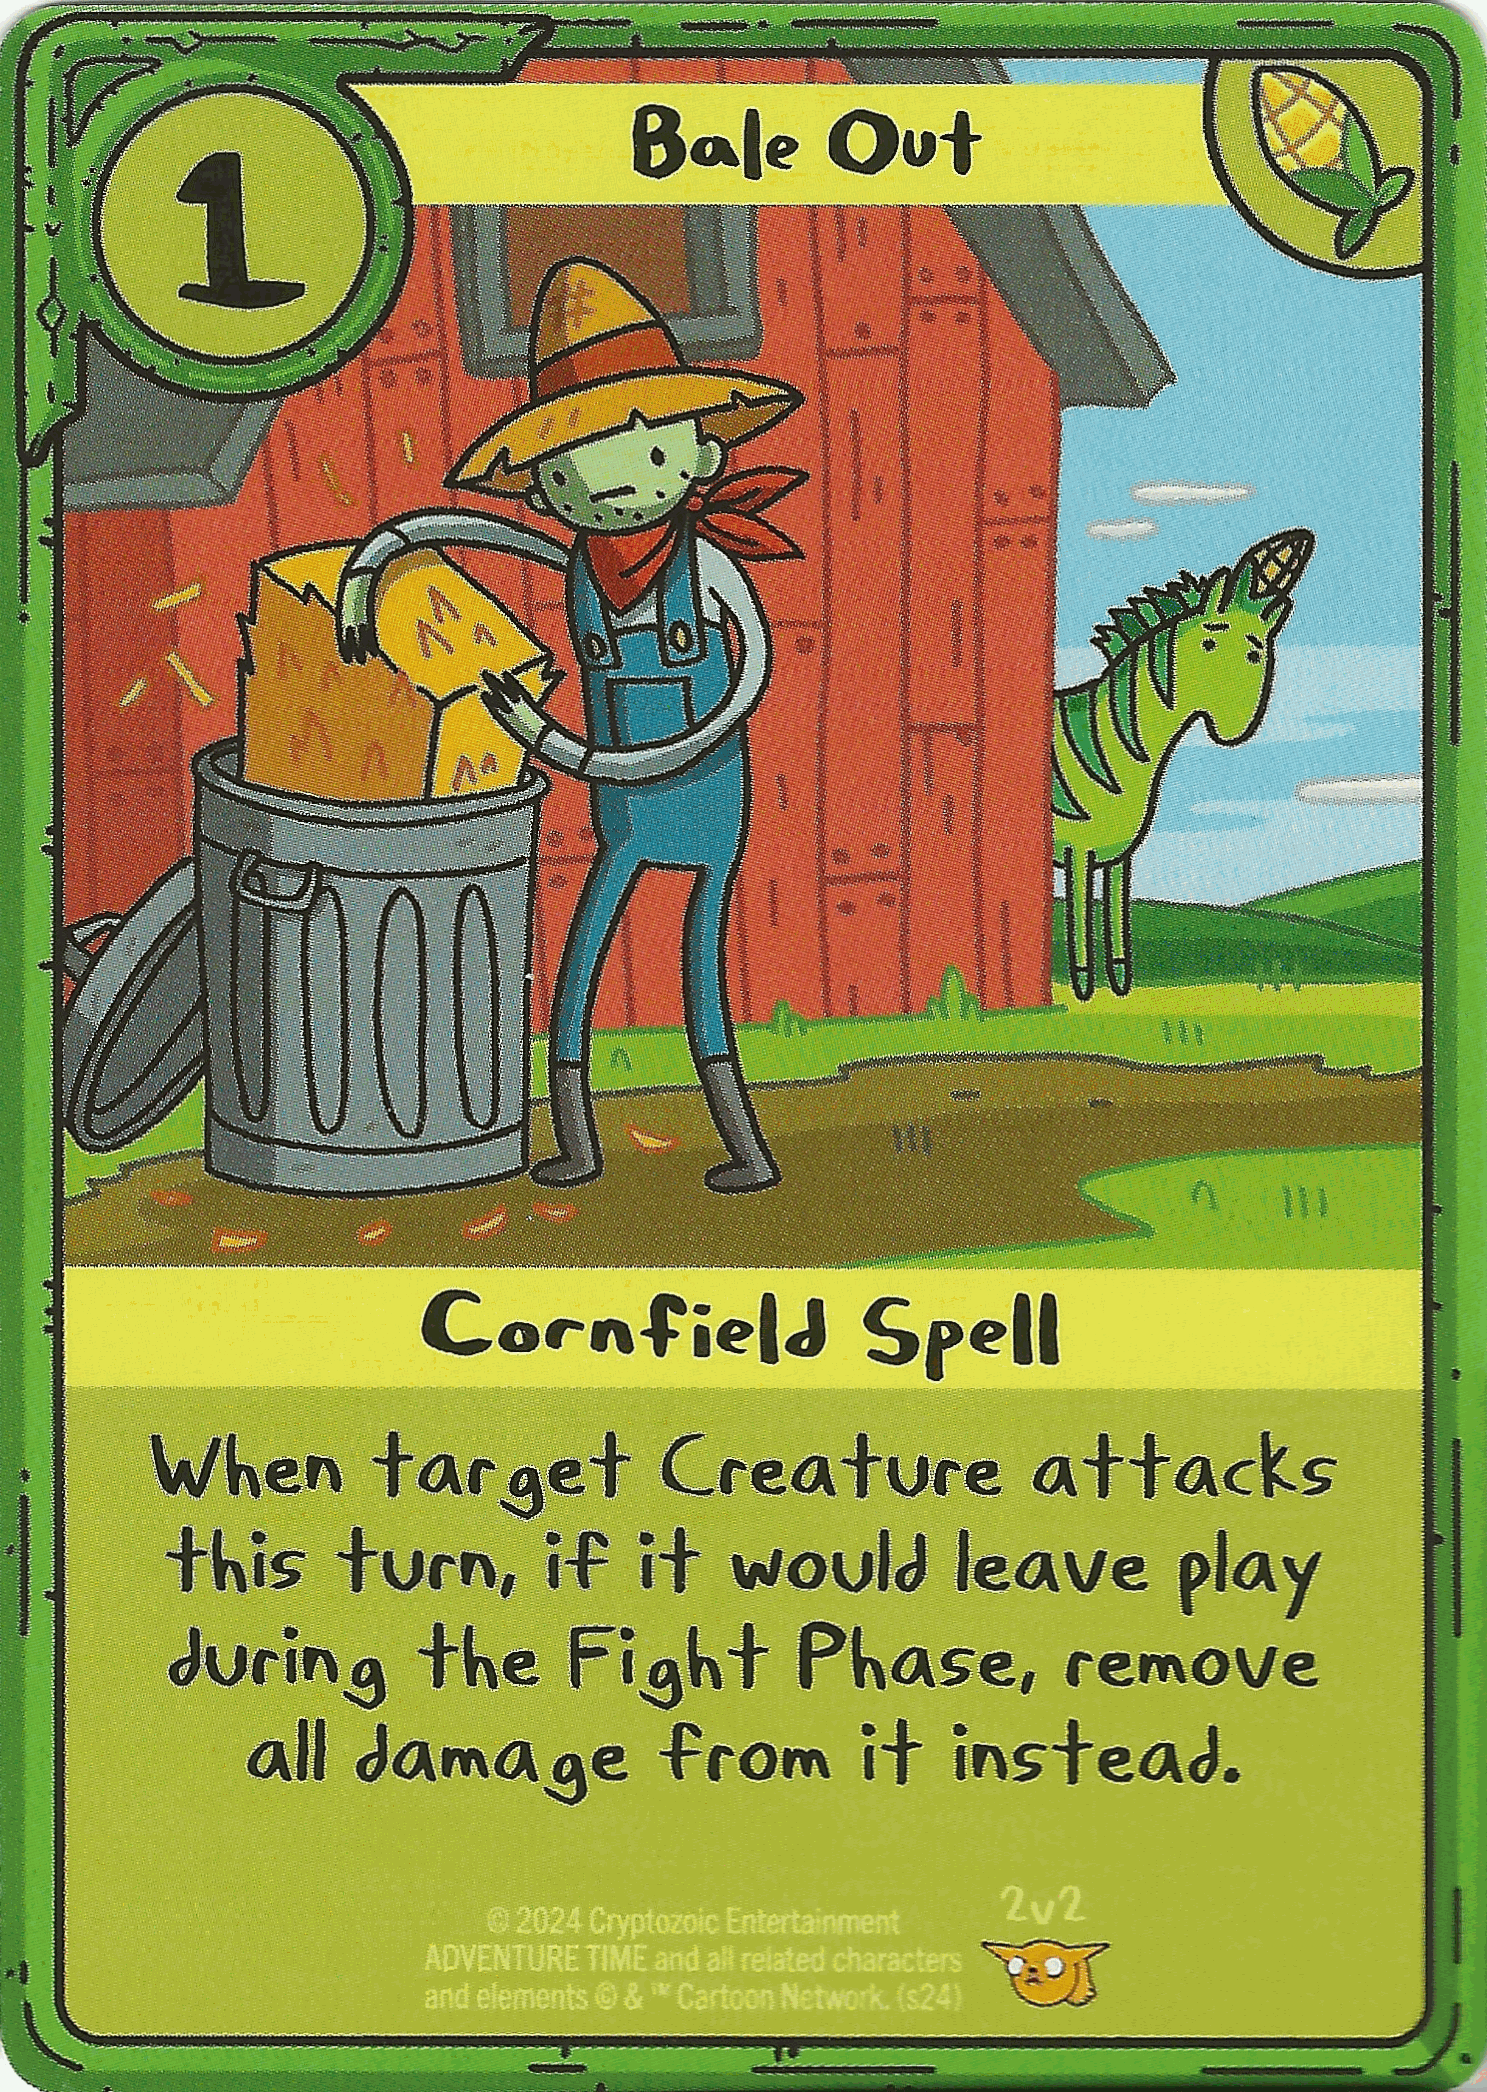 1
Bale Out
Cornfield Spell
When target Creature attacks
this turn, if it would leave play
during the Fight Phase, remove
all damage from it instead.
© 2024 Cryptozoic Entertainment
ADVENTURE TIME and all related characters
and elements © & ™ Cartoon Network. (s24)
2v2